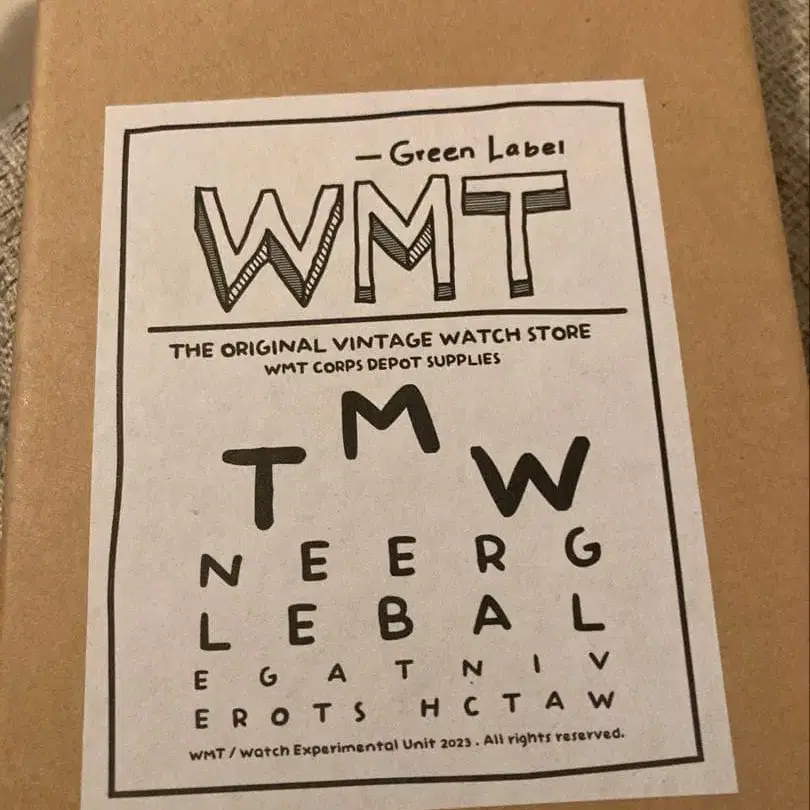 — Green Label
WMT
THE ORIGINAL VINTAGE WATCH STORE
WMT CORPS DEPOT SUPPLIES
T M W
N E E R G
L E B A L
E G A T N I V
E R O T S H C T A W
WMT / Watch Experimental Unit 2023 . All rights reserved.